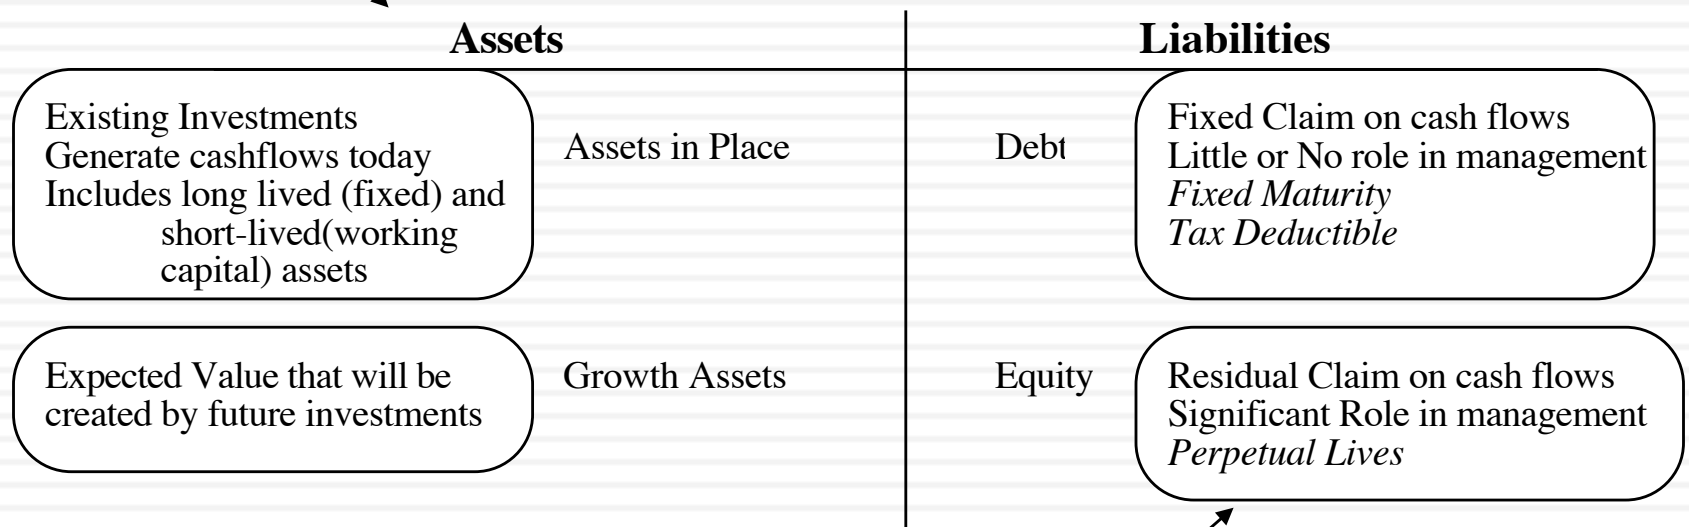 Assets
Liabilities
Existing Investments
Generate cashflows today
Includes long lived (fixed) and
short-lived(working
capital) assets
Assets in Place
Debt
Fixed Claim on cash flows
Little or No role in management
Fixed Maturity
Tax Deductible
Expected Value that will be
created by future investments
Growth Assets
Equity
Residual Claim on cash flows
Significant Role in management
Perpetual Lives